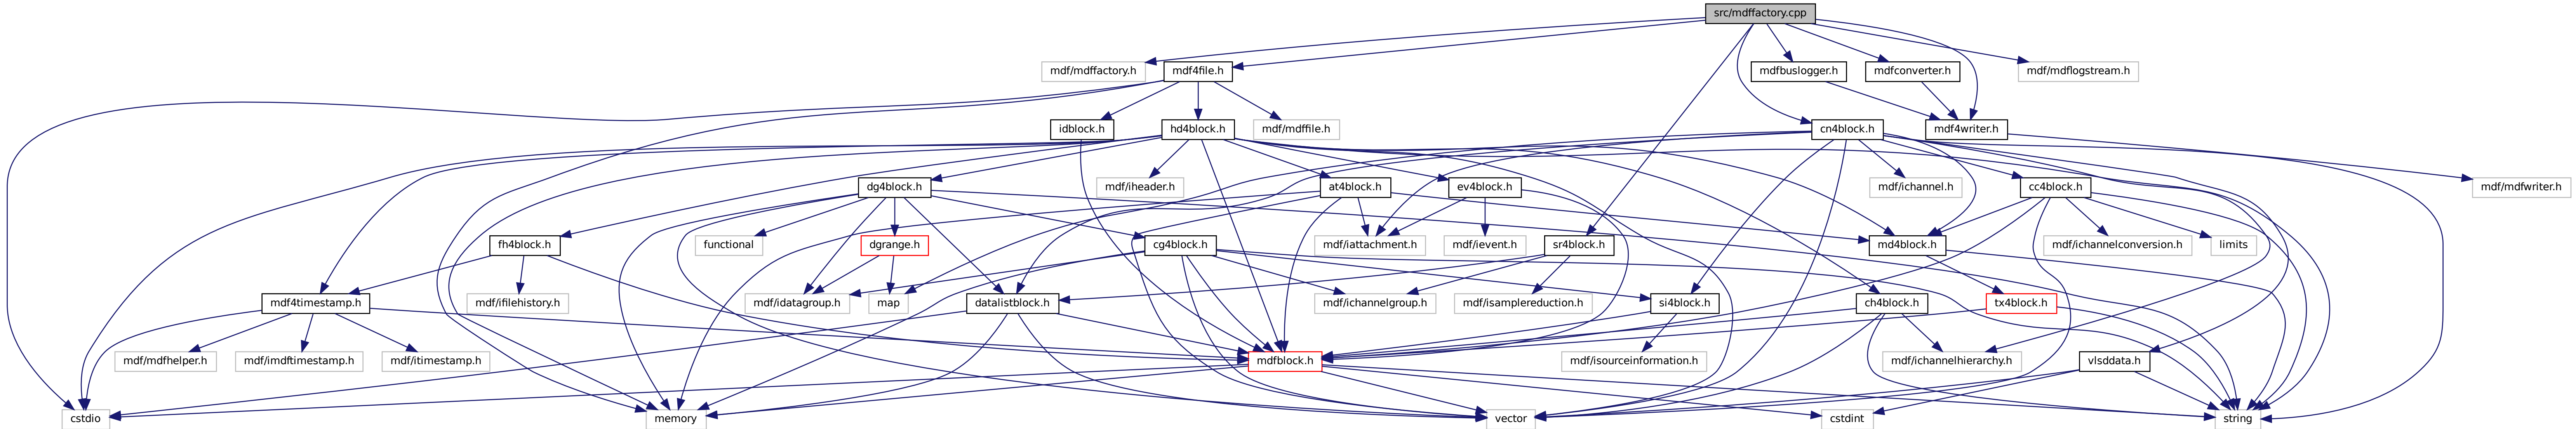 src/mdffactory.cpp
mdf/mdffactory.h
mdf4file.h
mdfbuslogger.h
mdfconverter.h
mdf/mdflogstream.h
idblock.h
hd4block.h
mdf/mdffile.h
cn4block.h
mdf4writer.h
dg4block.h
mdf/iheader.h
at4block.h
ev4block.h
mdf/ichannel.h
cc4block.h
mdf/mdfwriter.h
fh4block.h
functional
dgrange.h
cg4block.h
mdf/iattachment.h
mdf/ievent.h
sr4block.h
md4block.h
mdf/ichannelconversion.h
limits
mdf4timestamp.h
mdf/ifilehistory.h
mdf/idatagroup.h
map
datalistblock.h
mdf/ichannelgroup.h
mdf/isamplereduction.h
si4block.h
ch4block.h
tx4block.h
mdf/mdfhelper.h
mdf/imdftimestamp.h
mdf/itimestamp.h
mdfblock.h
mdf/isourceinformation.h
mdf/ichannelhierarchy.h
vlsddata.h
cstdio
memory
vector
cstdint
string